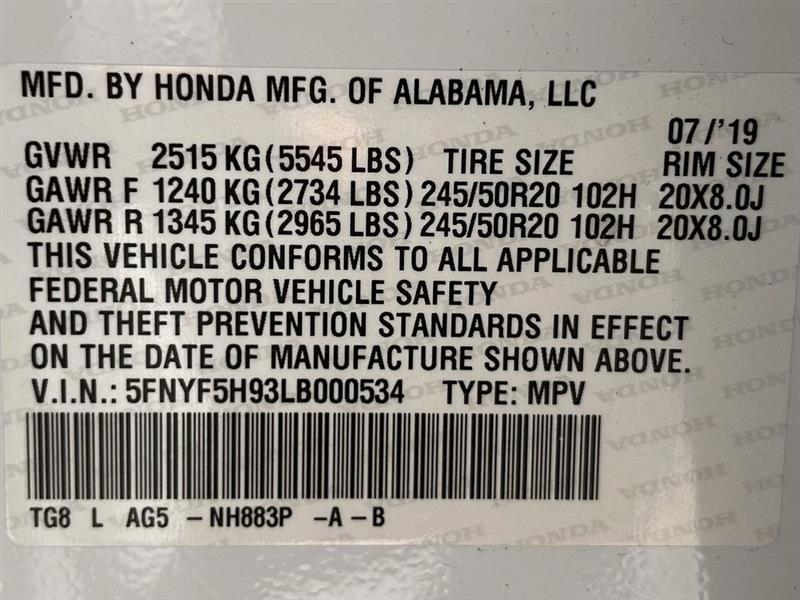 MFD. BY HONDA MFG. OF ALABAMA, LLC
07/'19
GVWR 2515 KG (5545 LBS) TIRE SIZE RIM SIZE
GAWR F 1240 KG (2734 LBS) 245/50R20 102H 20X8.0J
GAWR R 1345 KG (2965 LBS) 245/50R20 102H 20X8.0J
THIS VEHICLE CONFORMS TO ALL APPLICABLE
FEDERAL MOTOR VEHICLE SAFETY
AND THEFT PREVENTION STANDARDS IN EFFECT
ON THE DATE OF MANUFACTURE SHOWN ABOVE.
V.I.N.: 5FNYF5H93LB000534 TYPE: MPV
TG8 L AG5 -NH883P -A -B